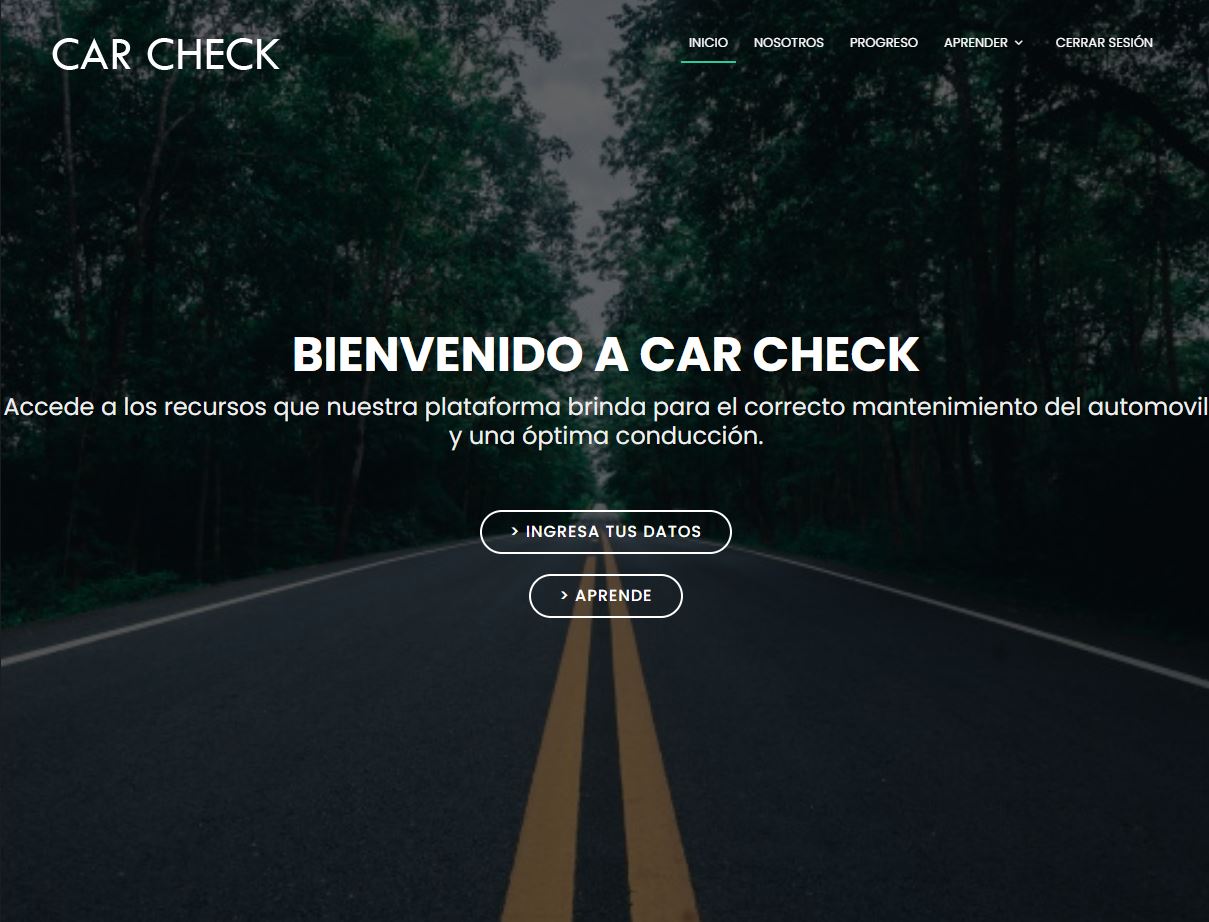 CAR CHECK
INICIO NOSOTROS PROGRESO APRENDER CERRAR SESIÓN
BIENVENIDO A CAR CHECK
Accede a los recursos que nuestra plataforma brinda para el correcto mantenimiento del automovil
y una óptima conducción.
> INGRESA TUS DATOS
> APRENDE